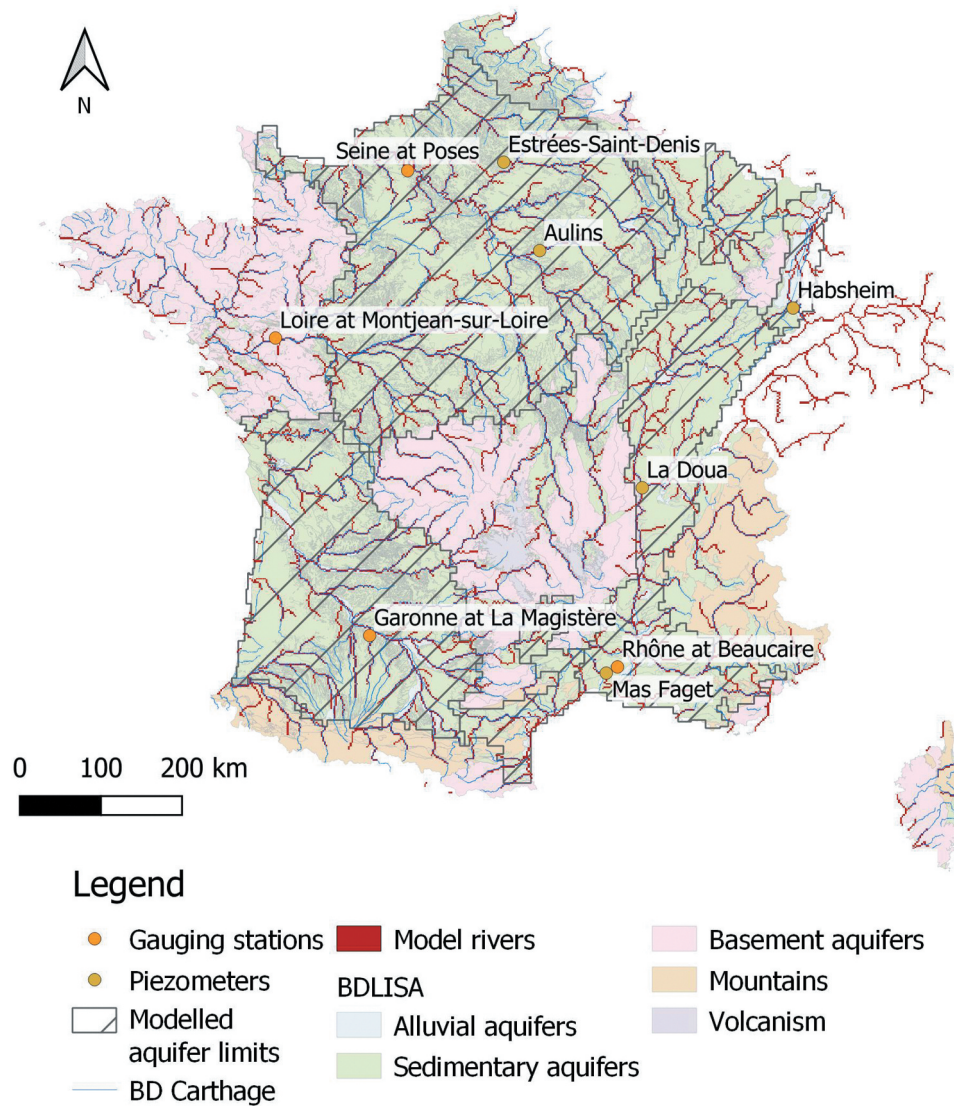 N
Seine at Poses
Estrées-Saint-Denis
Aulins
Habsheim
Loire at Montjean-sur-Loire
La Doua
Garonne at La Magistère
Rhône at Beaucaire
Mas Faget
0 100 200 km
Legend
Gauging stations
Piezometers
Modelled
aquifer limits
BD Carthage
Model rivers
BDLISA
Alluvial aquifers
Sedimentary aquifers
Basement aquifers
Mountains
Volcanism